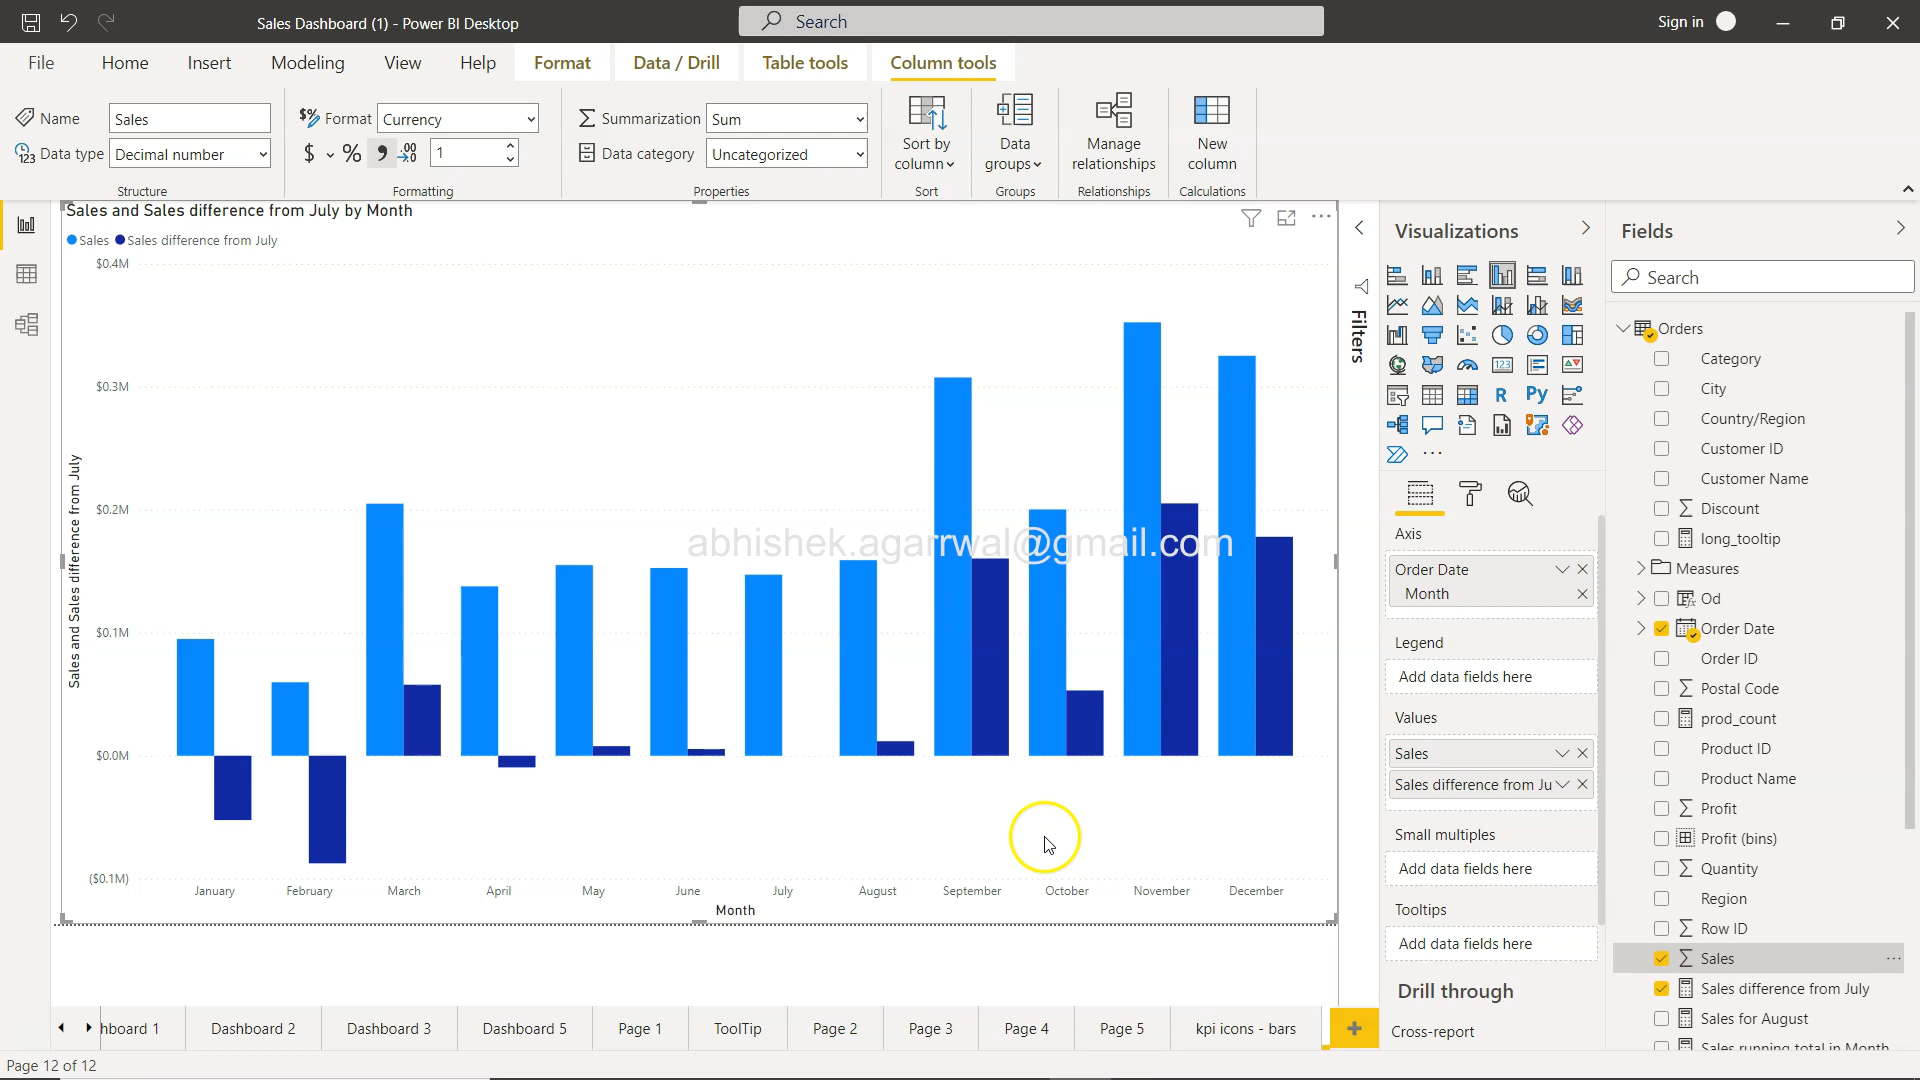 Sales Dashboard (1) - Power BI Desktop
Search
Sign in
File Home Insert Modeling View Help Format Data / Drill Table tools Column tools
Name Sales
Data type Decimal number
Structure
Format Currency
$ % 9 .00 1
Formatting
Summarization Sum
Data category Uncategorized
Properties
Sort by
column
Sort
Data
groups
Groups
Manage
relationships
Relationships
New
column
Calculations
Sales and Sales difference from July by Month
Sales Sales difference from July
$0.4M
$0.3M
$0.2M
$0.1M
$0.0M
($0.1M)
Sales and Sales difference from July
January February March April May June July August September October November December
Month
abhishek.agarrwal@gmail.com
Filters
Visualizations
123
R
Py
Axis
Order Date
Month
Legend
Add data fields here
Values
Sales
Sales difference from Ju
Small multiples
Add data fields here
Tooltips
Add data fields here
Drill through
Cross-report
Fields
Search
Orders
Category
City
Country/Region
Customer ID
Customer Name
Discount
long_tooltip
Measures
Od
Order Date
Order ID
Postal Code
prod_count
Product ID
Product Name
Profit
Profit (bins)
Quantity
Region
Row ID
Sales
Sales difference from July
Sales for August
Sales running total in Month
hboard 1 Dashboard 2 Dashboard 3 Dashboard 5 Page 1 ToolTip Page 2 Page 3 Page 4 Page 5 kpi icons - bars
Page 12 of 12